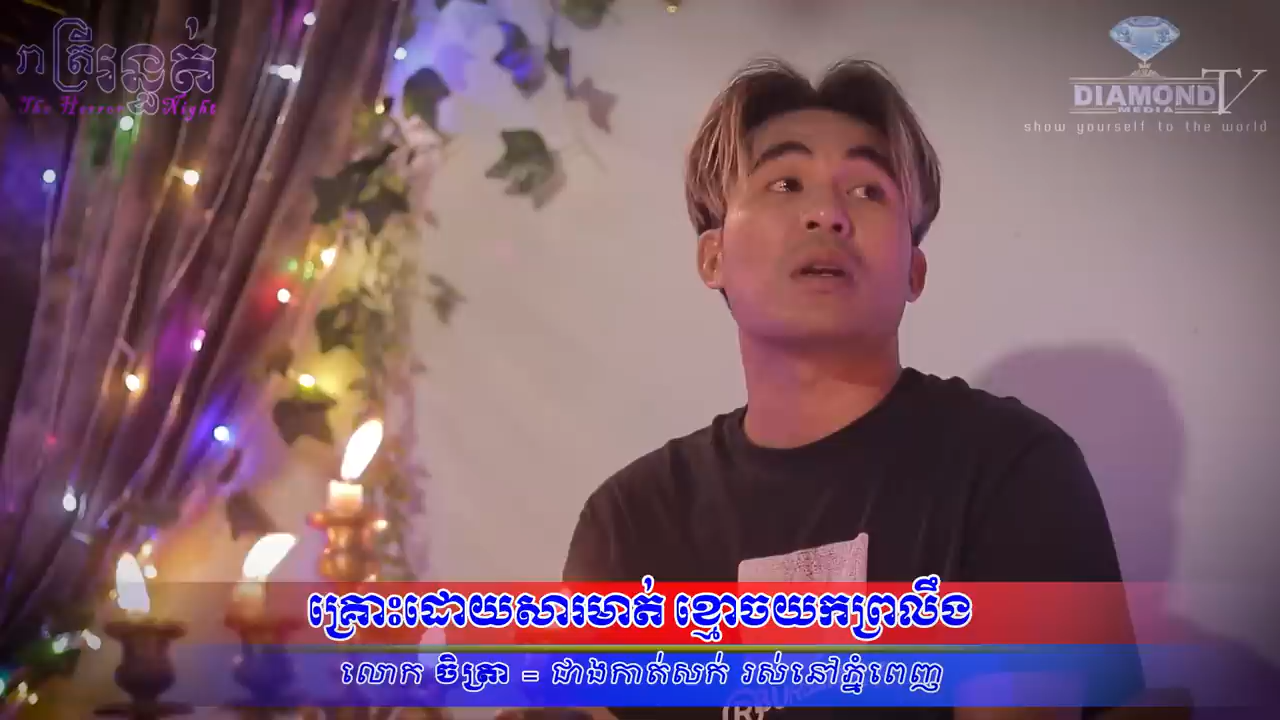 រាត្រីរន្ធត់
The Horror Night
DIAMOND TV
MEDIA
show yourself to the world
គ្រោះដោយសារមាត់ ខ្មោចយកព្រលឹង
លោក ចិត្រា = ជាងកាត់សក់ រស់នៅភ្នំពេញ